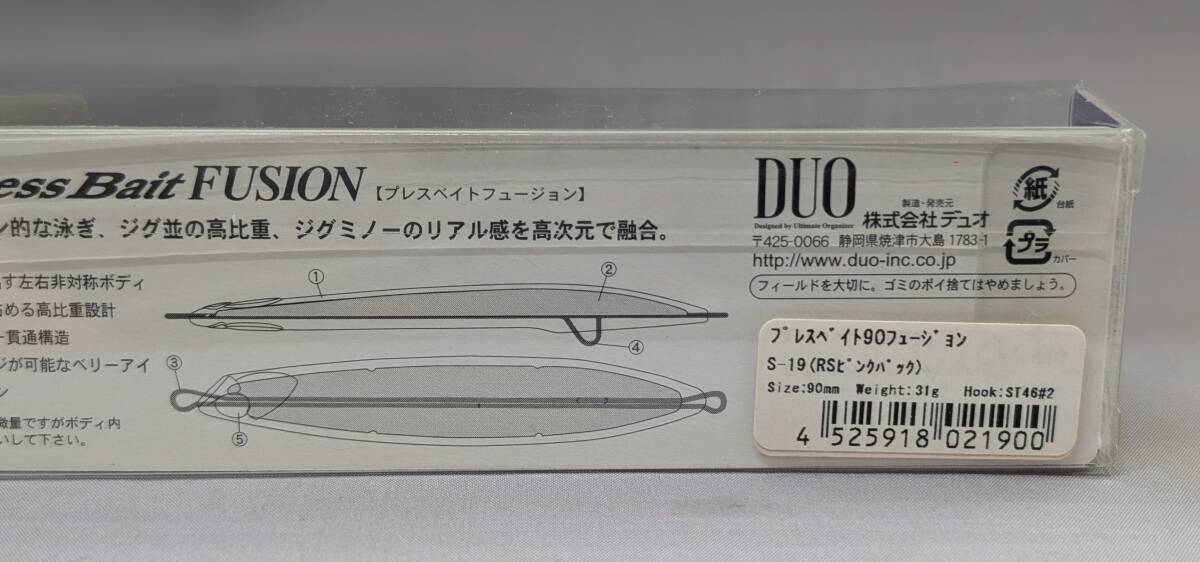 ess Bait FUSION【プレスベイトフュージョン】
ン的な泳ぎ、ジグ並の高比重、ジグミノーのリアル感を高次元で融合。
す左右非対称ボディ
める高比重設計
貫通構造
ジが可能なベリーアイ
ン
微量ですがボディ内
いして下さい。
①
②
③
④
⑤
DUO
Designed by Ultimate Organizer
製造・発売元
株式会社デュオ
〒425-0066 静岡県焼津市大島 1783-1
http://www.duo-inc.co.jp
フィールドを大切に。ゴミのポイ捨てはやめましょう。
紙
台紙
プラ
カバー
ﾌﾟﾚｽﾍﾞｲﾄ90ﾌｭｰｼﾞｮﾝ
S-19(RSﾋﾟﾝｸﾊﾞｯｸ)
Size:90mm Weight:31g Hook:ST46#2
4 525918 021900